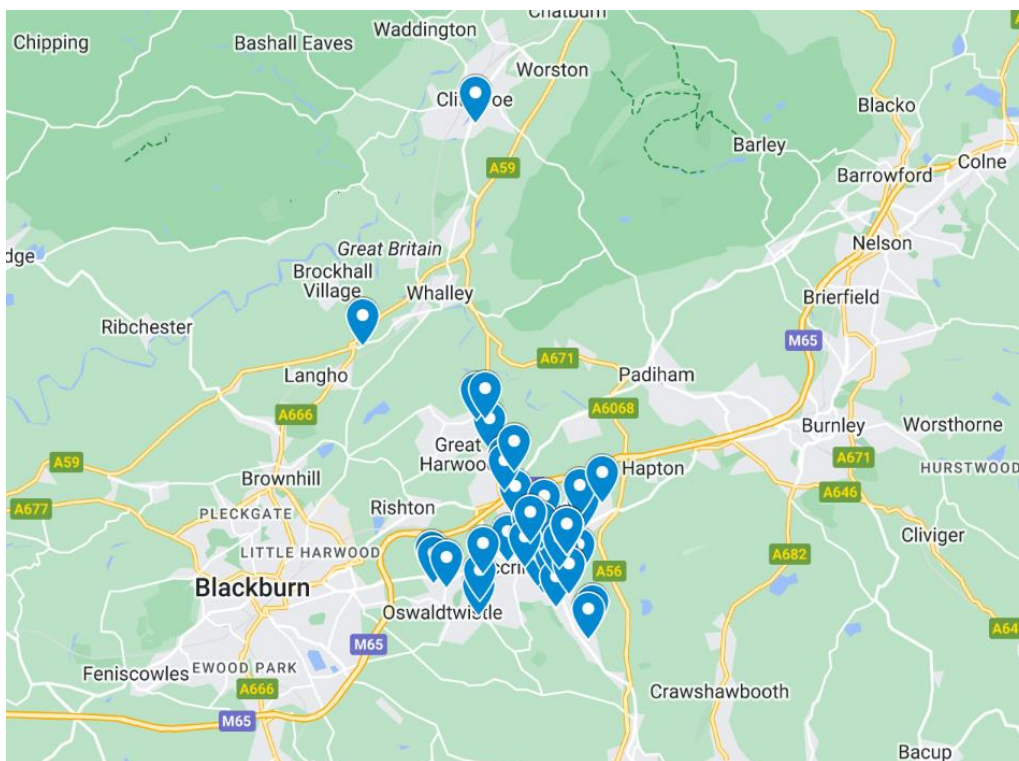 Chatburn
Waddington
Chipping
Bashall Eaves
Worston
Blacko
Barley
Colne
Barrowford
A59
Great Britain
Nelson
Brockhall
Village
Whalley
Brierfield
Ribchester
M65
A671
Langho
Padiham
A666
A6068
Great
Burnley
Worsthorne
A59
Brownhill
Hapton
A671
HURSTWOOD
A677
Rishton
A646
PLECKGATE
Cliviger
LITTLE HARWOOD
A682
Blackburn
A56
Oswaldtwistle
M65
Feniscowles
EWOOD PARK
A666
Crawshawbooth
M65
Bacup